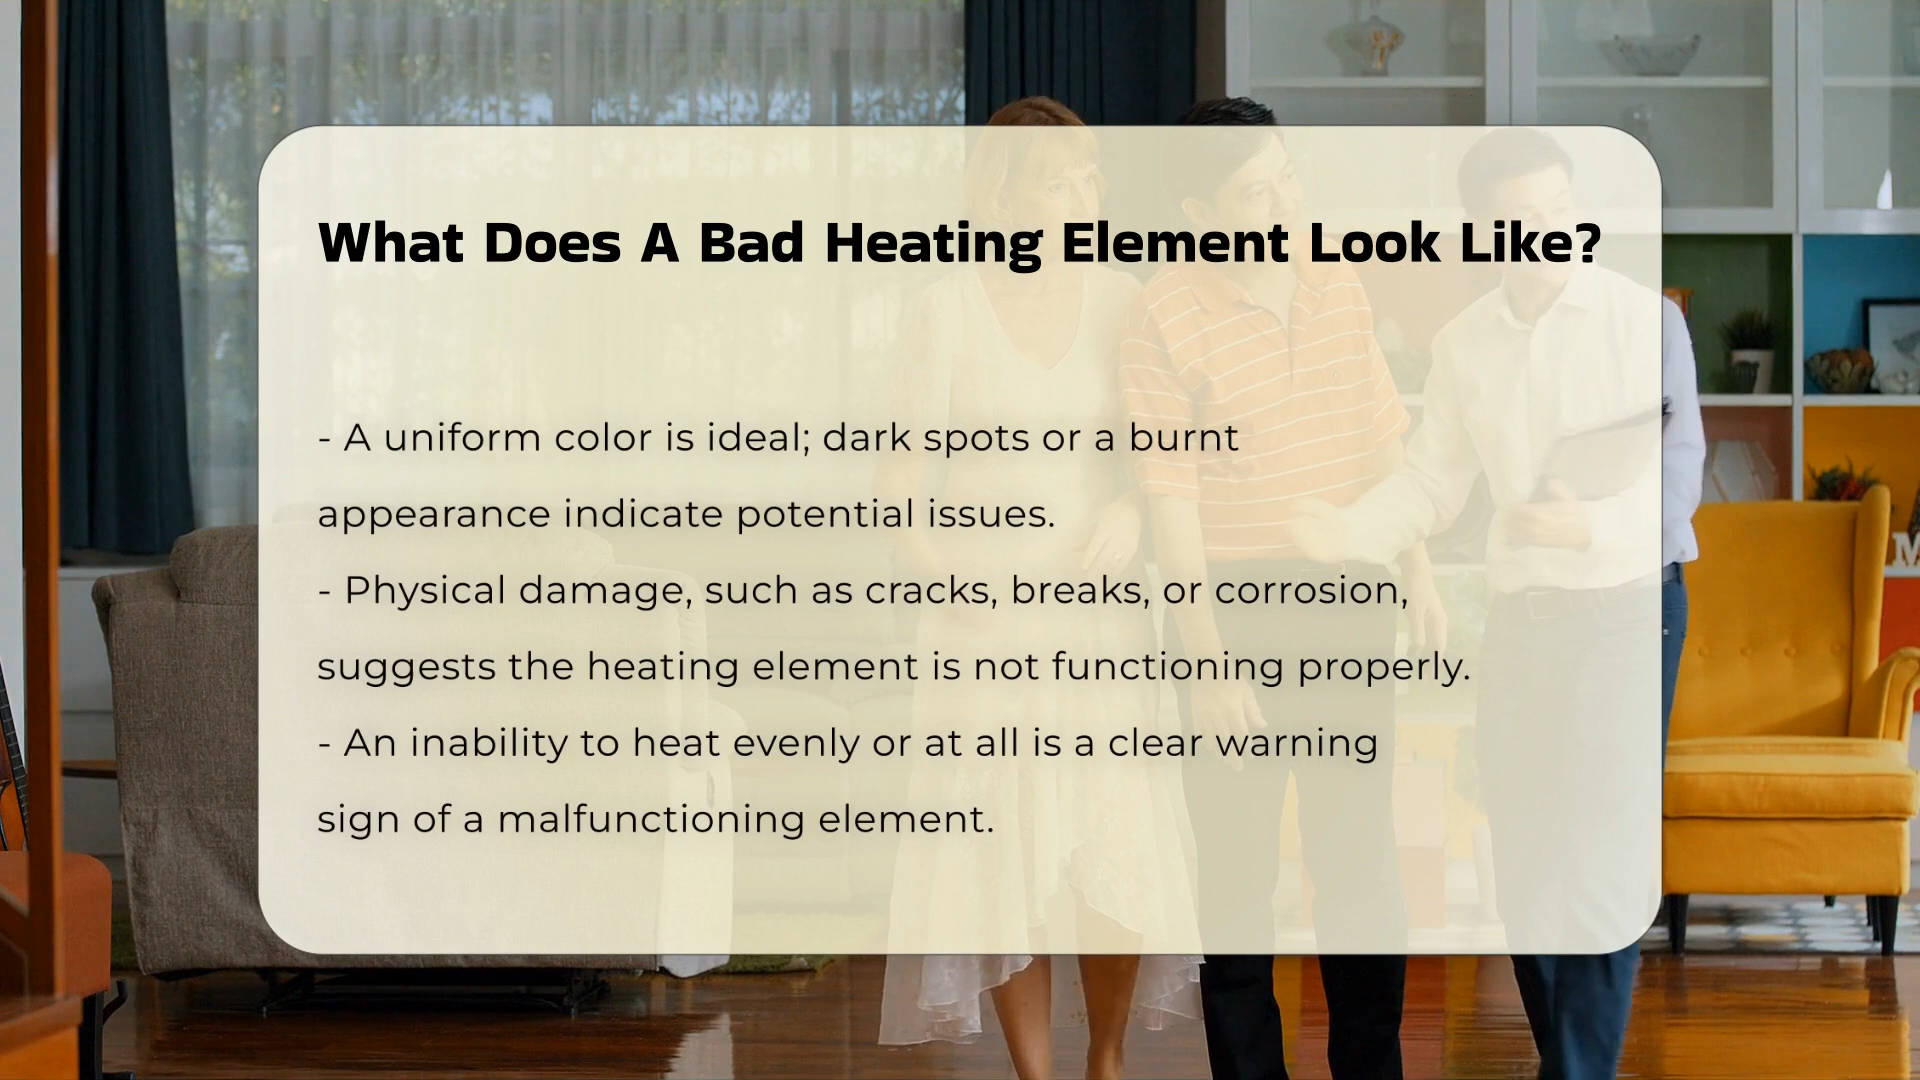 What Does A Bad Heating Element Look Like?
- A uniform color is ideal; dark spots or a burnt
appearance indicate potential issues.
- Physical damage, such as cracks, breaks, or corrosion,
suggests the heating element is not functioning properly.
- An inability to heat evenly or at all is a clear warning
sign of a malfunctioning element.
M